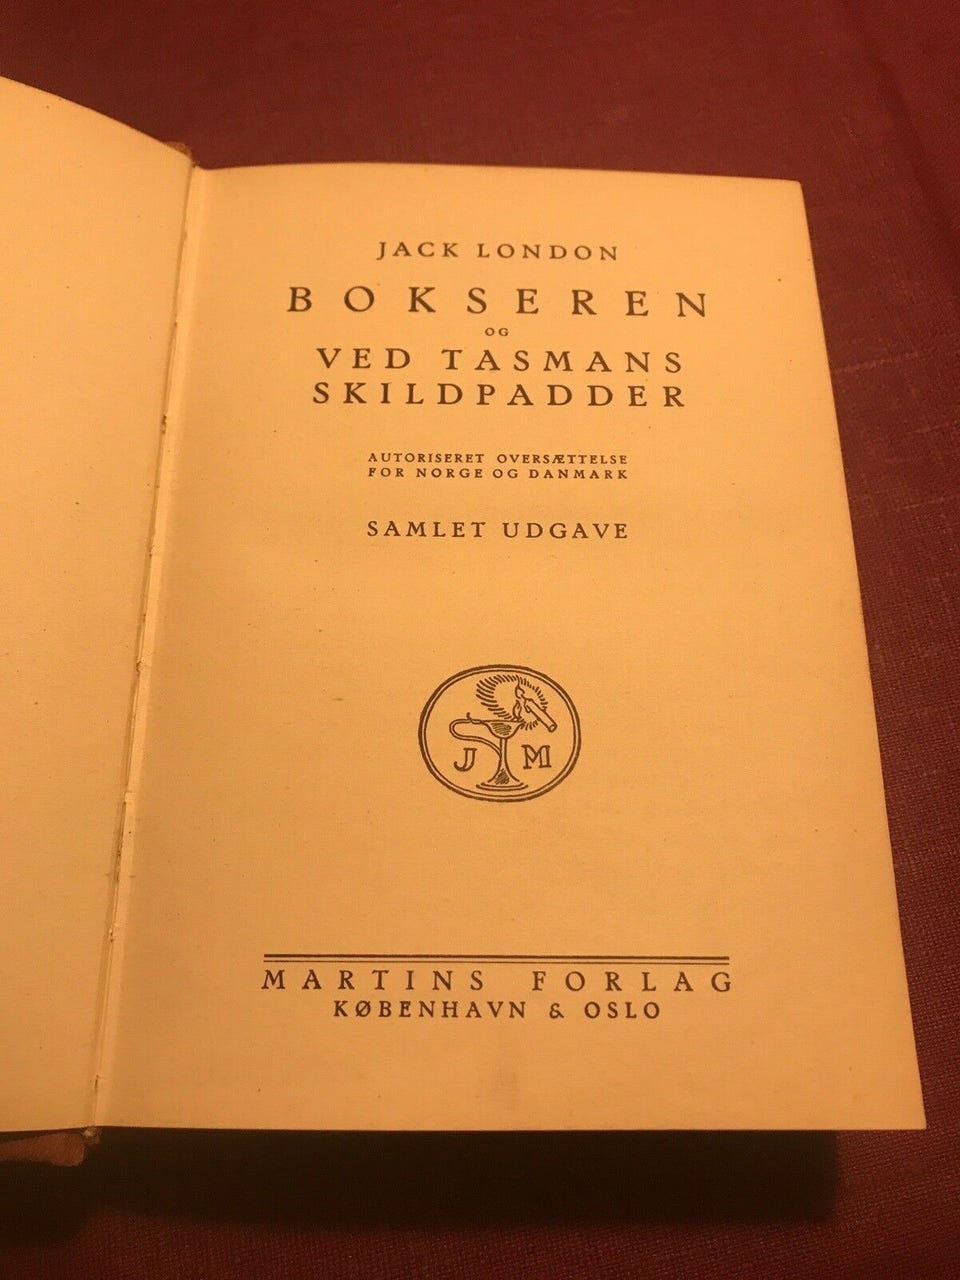 JACK LONDON
BOKSEREN
OG
VED TASMANS
SKILDPADDER
AUTORISERET OVERSÆTTELSE
FOR NORGE OG DANMARK
SAMLET UDGAVE
J M
MARTINS FORLAG
KØBENHAVN & OSLO